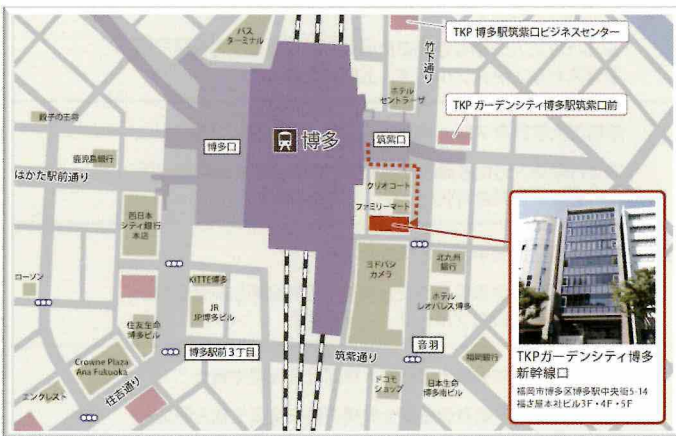 TKP 博多駅筑紫口ビジネスセンター
バス
ターミナル
竹下通り
ホテル
セントラーザ
TKP ガーデンシティ博多駅筑紫口前
餃子の王将
博多口
博多
筑紫口
鹿児島銀行
はかた駅前通り
クリオコート
ファミリーマート
西日本
シティ銀行
本店
ヨドバシ
カメラ
北九州
銀行
ローソン
KITTE博多
ホテル
レオパレス博多
JR
JP博多ビル
住友生命
博多ビル
博多駅前3丁目
筑紫通り
音羽
福岡銀行
Crowne Plaza
Ana Fukuoka
エンクレスト
住吉通り
ドコモ
ショップ
日本生命
博多南ビル
TKPガーデンシティ博多
新幹線口
福岡市博多区博多駅中央街5-14
福さ屋本社ビル3F・4F・5F